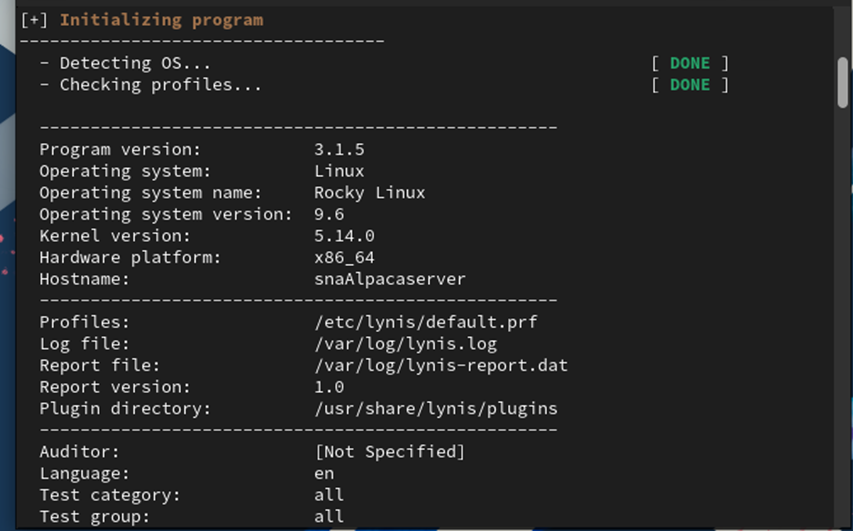 [+] Initializing program
------------------------------------
- Detecting OS... [ DONE ]
- Checking profiles... [ DONE ]
---------------------------------------------------
Program version: 3.1.5
Operating system: Linux
Operating system name: Rocky Linux
Operating system version: 9.6
Kernel version: 5.14.0
Hardware platform: x86_64
Hostname: snaAlpacaserver
---------------------------------------------------
Profiles: /etc/lynis/default.prf
Log file: /var/log/lynis.log
Report file: /var/log/lynis-report.dat
Report version: 1.0
Plugin directory: /usr/share/lynis/plugins
---------------------------------------------------
Auditor: [Not Specified]
Language: en
Test category: all
Test group: all